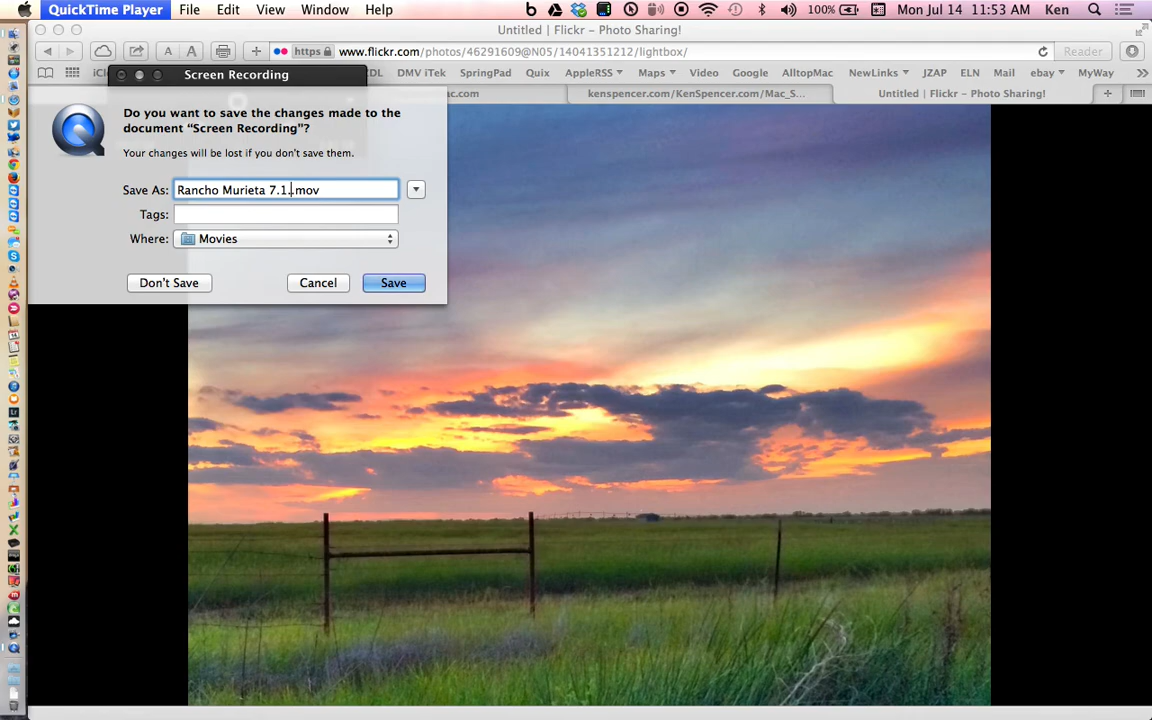 QuickTime Player File Edit View Window Help 100% Mon Jul 14 11:53 AM Ken
Untitled | Flickr - Photo Sharing!
A A https www.flickr.com/photos/46291609@N05/14041351212/lightbox/ Reader
Screen Recording
DMV iTek SpringPad Quix AppleRSS Maps Video Google AlltopMac NewLinks JZAP ELN Mail ebay MyWay
kenspencer.com/KenSpencer.com/Mac_S... Untitled | Flickr - Photo Sharing!
Do you want to save the changes made to the
document “Screen Recording”?
Your changes will be lost if you don’t save them.
Save As: Rancho Murieta 7.1..mov
Tags:
Where: Movies
Don’t Save Cancel Save